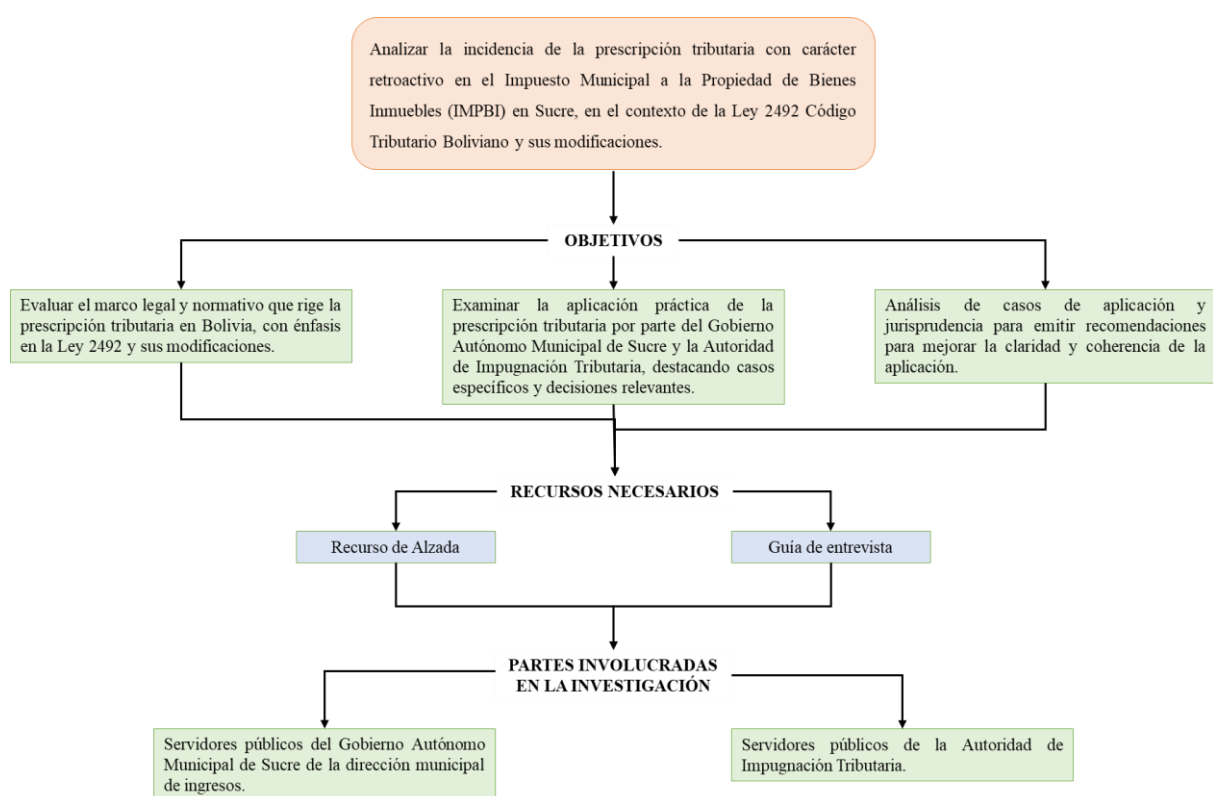 Analizar la incidencia de la prescripción tributaria con carácter
retroactivo en el Impuesto Municipal a la Propiedad de Bienes
Inmuebles (IMPBI) en Sucre, en el contexto de la Ley 2492 Código
Tributario Boliviano y sus modificaciones.
OBJETIVOS
Evaluar el marco legal y normativo que rige la
prescripción tributaria en Bolivia, con énfasis
en la Ley 2492 y sus modificaciones.
Examinar la aplicación práctica de la
prescripción tributaria por parte del Gobierno
Autónomo Municipal de Sucre y la Autoridad
de Impugnación Tributaria, destacando casos
específicos y decisiones relevantes.
Análisis de casos de aplicación y
jurisprudencia para emitir recomendaciones
para mejorar la claridad y coherencia de la
aplicación.
RECURSOS NECESARIOS
Recurso de Alzada
Guía de entrevista
PARTES INVOLUCRADAS
EN LA INVESTIGACIÓN
Servidores públicos del Gobierno Autónomo
Municipal de Sucre de la dirección municipal
de ingresos.
Servidores públicos de la Autoridad de
Impugnación Tributaria.